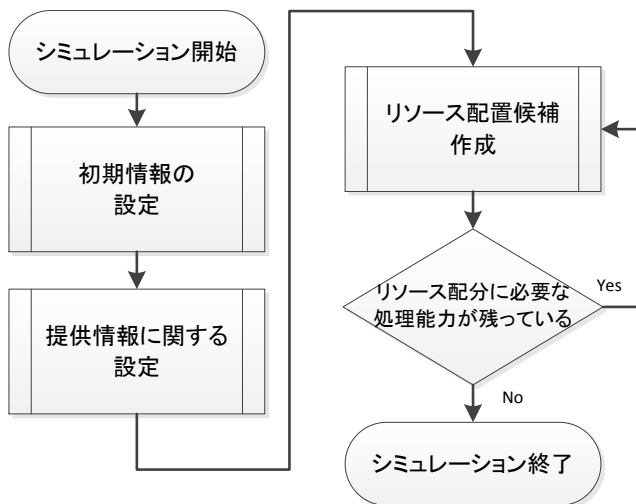 シミュレーション開始
初期情報の
設定
提供情報に関する
設定
リソース配置候補
作成
リソース配分に必要な
処理能力が残っている
Yes
No
シミュレーション終了